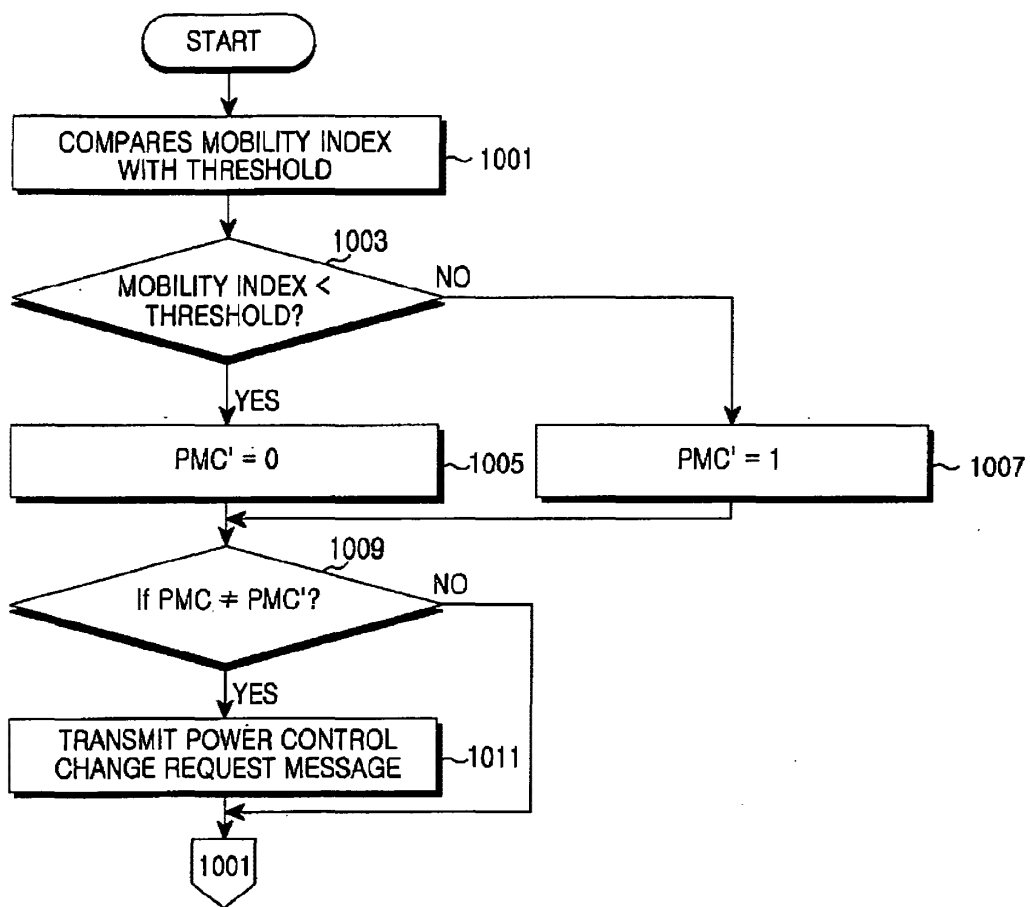 START
COMPARES MOBILITY INDEX
WITH THRESHOLD
1001
1003
MOBILITY INDEX <
THRESHOLD?
NO
YES
PMC' = 0
1005
PMC' = 1
1007
1009
If PMC ≠ PMC'?
NO
YES
TRANSMIT POWER CONTROL
CHANGE REQUEST MESSAGE
1011
1001